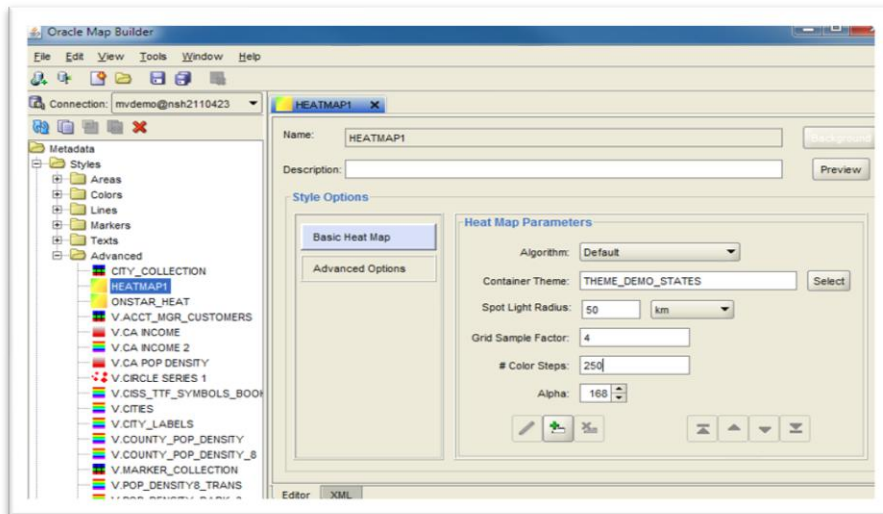 Oracle Map Builder
File Edit View Tools Window Help
Connection: mvdemo@nsh2110423
Metadata
Styles
Areas
Colors
Lines
Markers
Texts
Advanced
CITY_COLLECTION
HEATMAP1
ONSTAR_HEAT
V.ACCT_MGR_CUSTOMERS
V.CA INCOME
V.CA INCOME 2
V.CA POP DENSITY
V.CIRCLE SERIES 1
V.CISS_TTF_SYMBOLS_BOO
V.CITIES
V.CITY_LABELS
V.COUNTY_POP_DENSITY
V.COUNTY_POP_DENSITY_8
V.MARKER_COLLECTION
V.POP_DENSITY8_TRANS
HEATMAP1
Name: HEATMAP1
Background
Description:
Preview
Style Options
Basic Heat Map
Advanced Options
Heat Map Parameters
Algorithm: Default
Container Theme: THEME_DEMO_STATES Select
Spot Light Radius: 50 km
Grid Sample Factor: 4
# Color Steps: 250
Alpha: 168
Editor XML